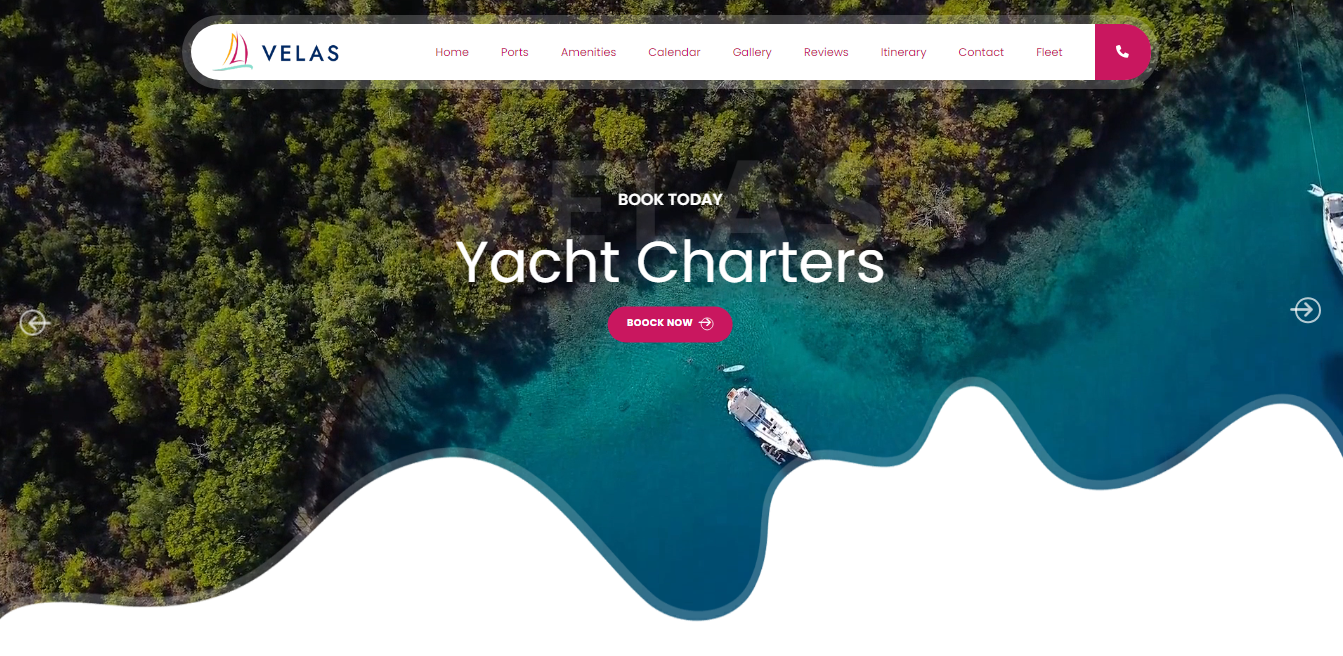 VELAS
Home Ports Amenities Calendar Gallery Reviews Itinerary Contact Fleet
VELAS
BOOK TODAY
Yacht Charters
BOOCK NOW